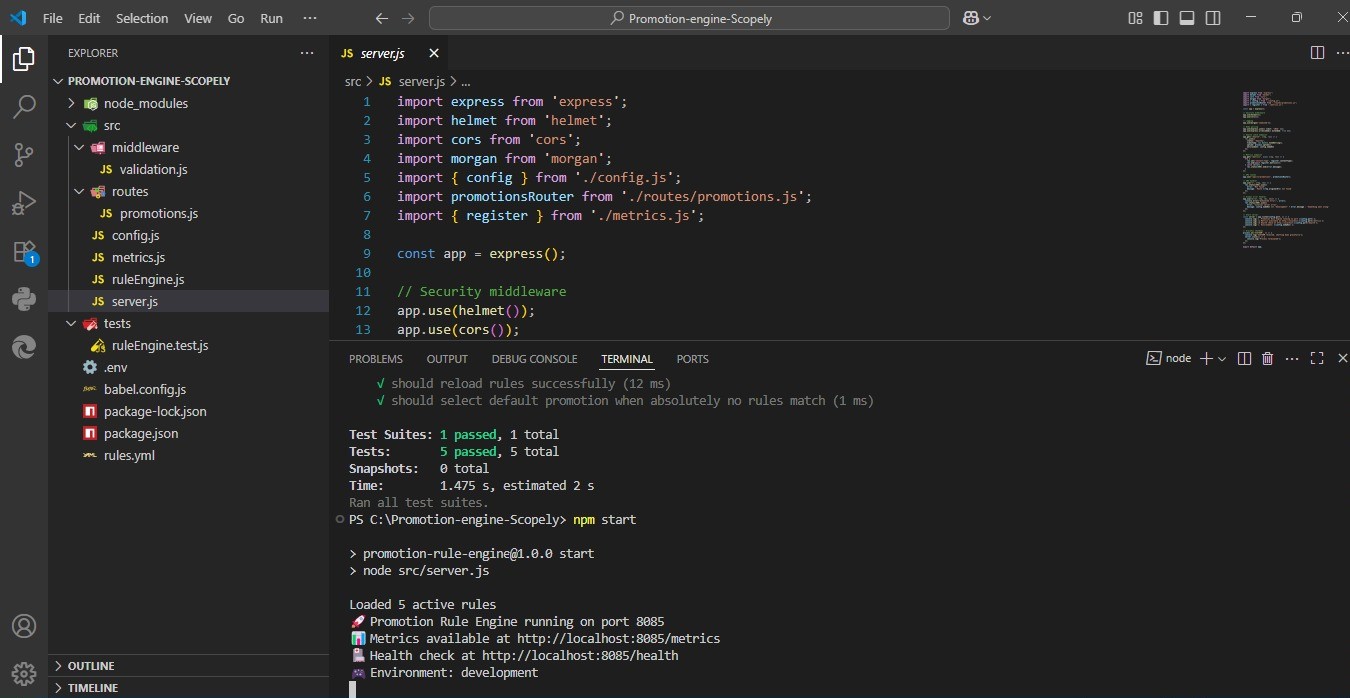 File Edit Selection View Go Run ···
Promotion-engine-Scopely
EXPLORER
PROMOTION-ENGINE-SCOPELY
node_modules
src
middleware
JS validation.js
routes
JS promotions.js
JS config.js
JS metrics.js
JS ruleEngine.js
JS server.js
tests
ruleEngine.test.js
.env
babel.config.js
package-lock.json
package.json
rules.yml
OUTLINE
TIMELINE
1
JS server.js
src > JS server.js > ...
1 import express from 'express';
2 import helmet from 'helmet';
3 import cors from 'cors';
4 import morgan from 'morgan';
5 import { config } from './config.js';
6 import promotionsRouter from './routes/promotions.js';
7 import { register } from './metrics.js';
8
9 const app = express();
10
11 // Security middleware
12 app.use(helmet());
13 app.use(cors());
PROBLEMS OUTPUT DEBUG CONSOLE TERMINAL PORTS
node
√ should reload rules successfully (12 ms)
√ should select default promotion when absolutely no rules match (1 ms)
Test Suites: 1 passed, 1 total
Tests: 5 passed, 5 total
Snapshots: 0 total
Time: 1.475 s, estimated 2 s
Ran all test suites.
PS C:\Promotion-engine-Scopely> npm start
> promotion-rule-engine@1.0.0 start
> node src/server.js
Loaded 5 active rules
🚀 Promotion Rule Engine running on port 8085
📊 Metrics available at http://localhost:8085/metrics
Health check at http://localhost:8085/health
🎮 Environment: development